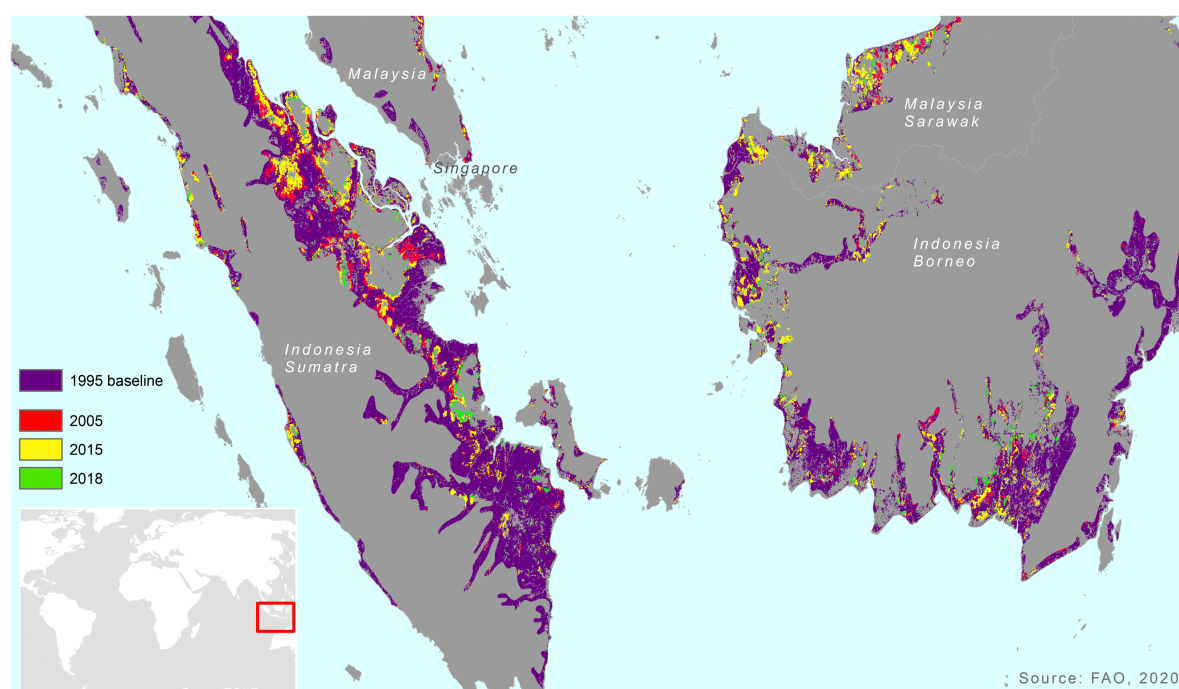 Malaysia
Malaysia
Sarawak
Singapore
Indonesia
Borneo
Indonesia
Sumatra
1995 baseline
2005
2015
2018
Source: FAO, 2020